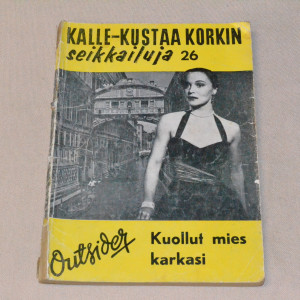 KALLE-KUSTAA KORKIN
seikkailuja 26
Outsider
Kuollut mies
karkasi